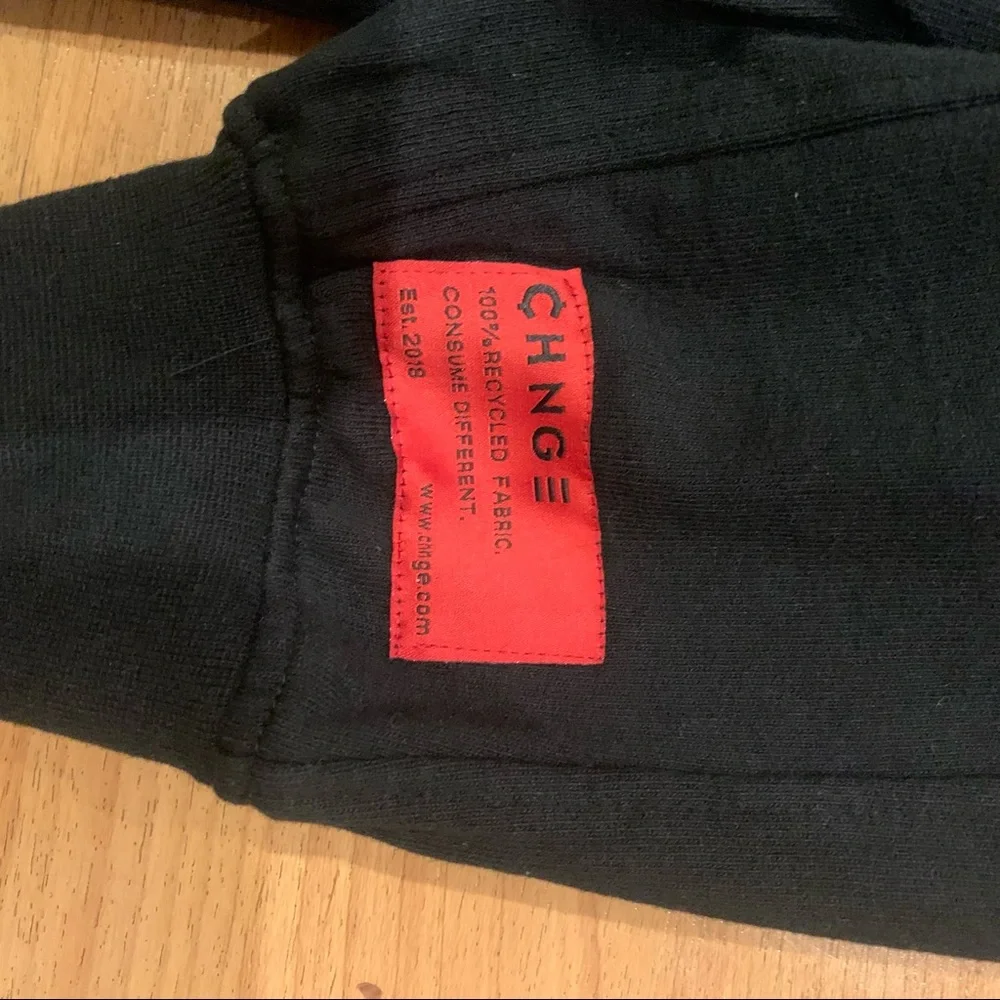 CHNGE
100% RECYCLED FABRIC.
CONSUME DIFFERENT.
Est. 2018
www.chnge.com